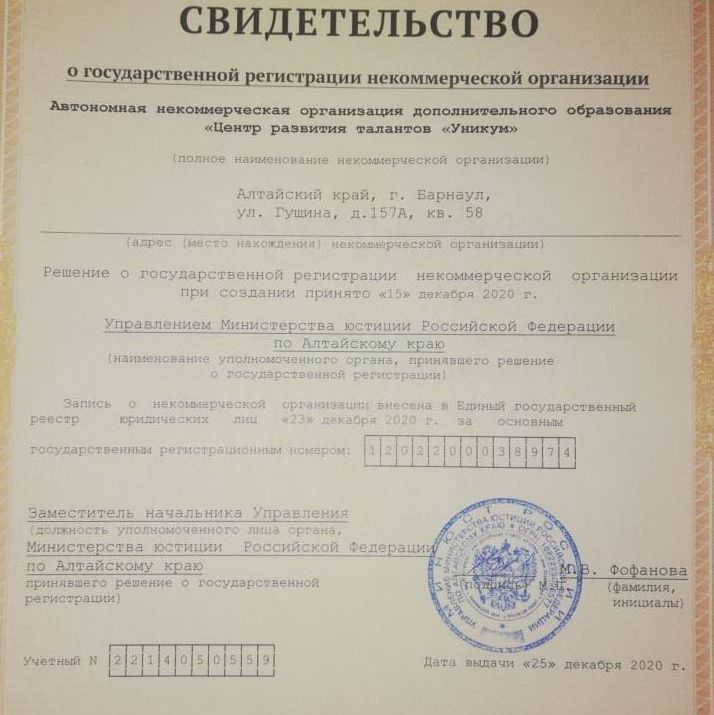 СВИДЕТЕЛЬСТВО
о государственной регистрации некоммерческой организации
Автономная некоммерческая организация дополнительного образования
«Центр развития талантов «Уникум»
(полное наименование некоммерческой организации)
Алтайский край, г. Барнаул,
ул. Гущина, д.157А, кв. 58
(адрес (место нахождения) некоммерческой организации)
Решение о государственной регистрации некоммерческой организации
при создании принято «15» декабря 2020 г.
Управлением Министерства юстиции Российской Федерации
по Алтайскому краю
(наименование уполномоченного органа, принявшего решение
о государственной регистрации)
Запись о некоммерческой организации внесена в Единый государственный
реестр юридических лиц «23» декабря 2020 г. за основным
государственным регистрационным номером: 1202200038974
Заместитель начальника Управления
(должность уполномоченного лица органа,
Министерства юстиции Российской Федерации
по Алтайскому краю М.В. Фофанова
принявшего решение о государственной (подпись) М.П. (фамилия,
регистрации) инициалы)
МИНЮСТ РОССИИ
Учетный N 2214050559 Дата выдачи «25» декабря 2020 г.